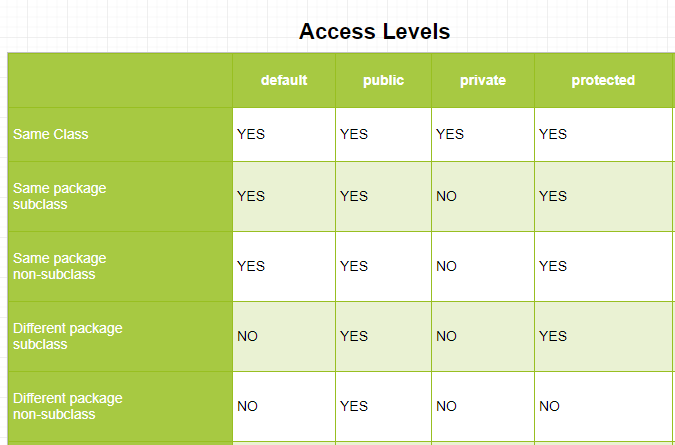 Access Levels
default public private protected
Same Class YES YES YES YES
Same package
subclass YES YES NO YES
Same package
non-subclass YES YES NO YES
Different package
subclass NO YES NO YES
Different package
non-subclass NO YES NO NO